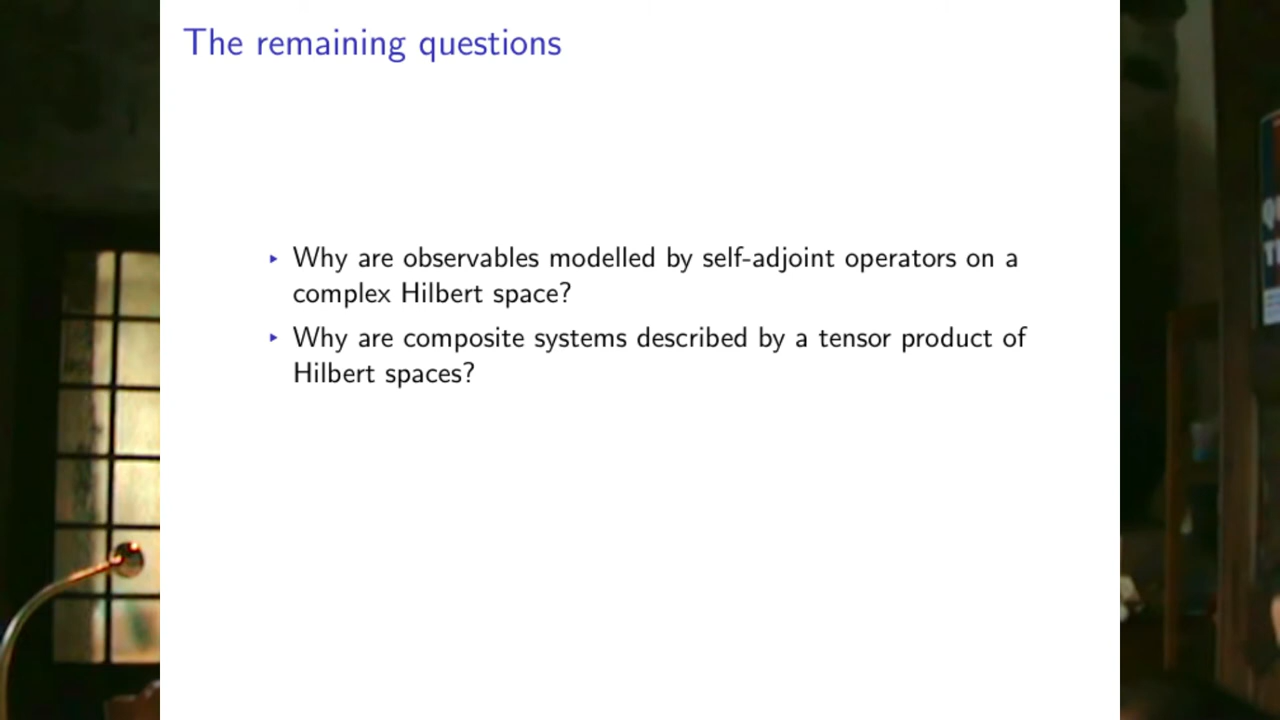 The remaining questions
Why are observables modelled by self-adjoint operators on a
complex Hilbert space?
Why are composite systems described by a tensor product of
Hilbert spaces?